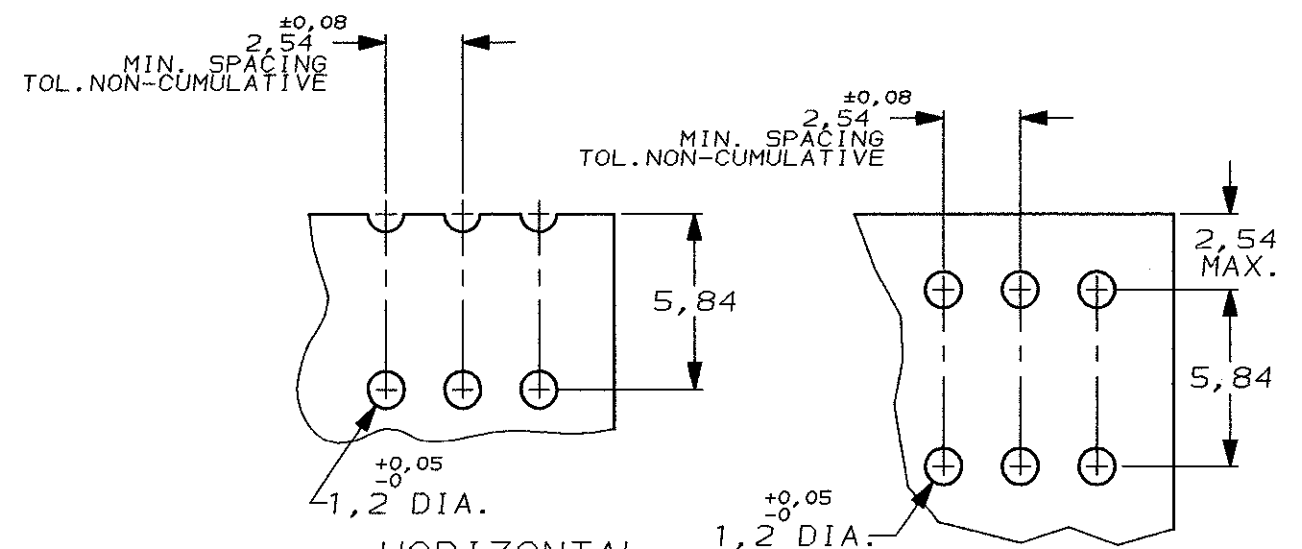 ±0,08
2,54
MIN. SPACING
TOL.NON-CUMULATIVE
±0,08
2,54
MIN. SPACING
TOL.NON-CUMULATIVE
5,84
2,54
MAX.
5,84
+0,05
-0
1,2 DIA.
+0,05
-0
1,2 DIA.
HORIZONTAL